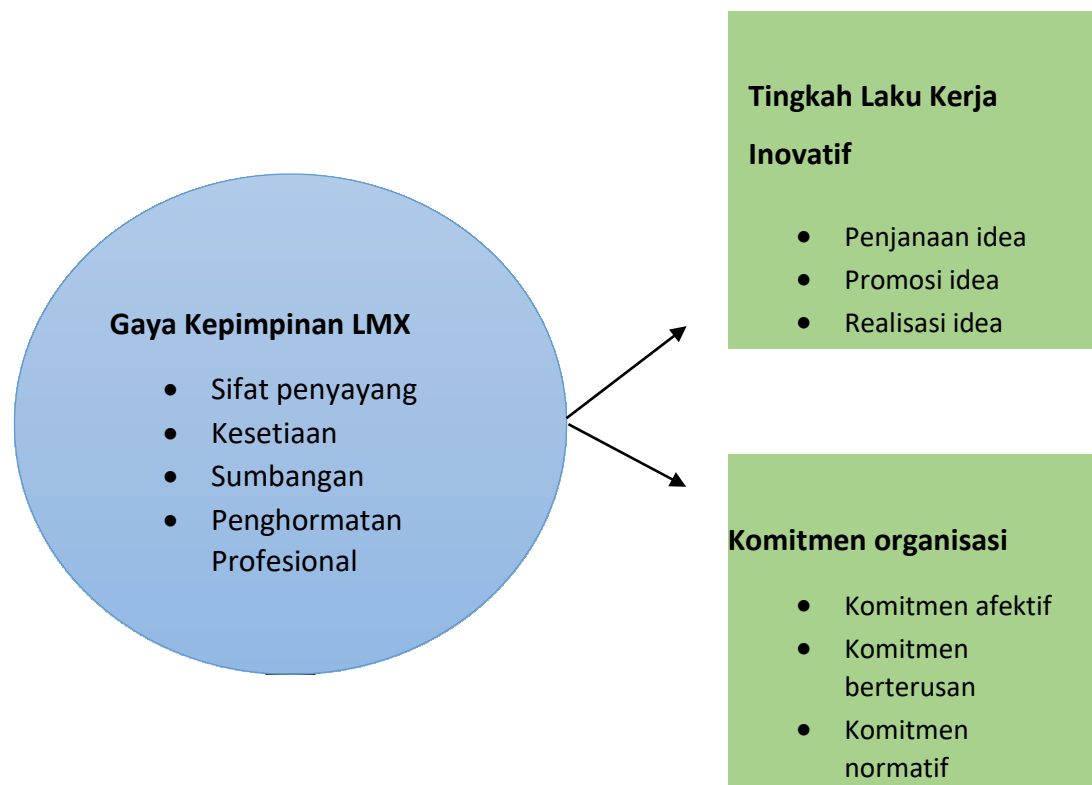 Gaya Kepimpinan LMX
• Sifat penyayang
• Kesetiaan
• Sumbangan
• Penghormatan
Profesional
Tingkah Laku Kerja
Inovatif
• Penjanaan idea
• Promosi idea
• Realisasi idea
Komitmen organisasi
• Komitmen afektif
• Komitmen
berterusan
• Komitmen
normatif